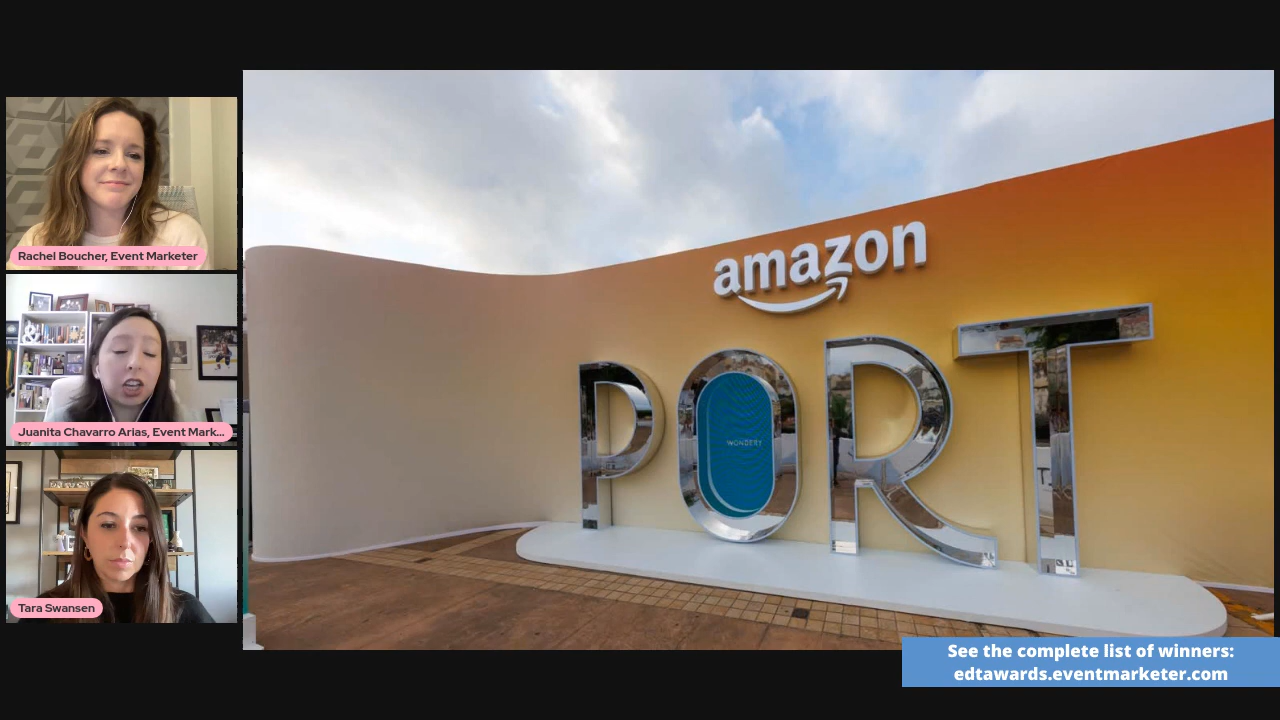 Rachel Boucher, Event Marketer
Juanita Chavarro Arias, Event Mark...
Tara Swansen
amazon
PORT
WONDERY
See the complete list of winners:
edtawards.eventmarketer.com